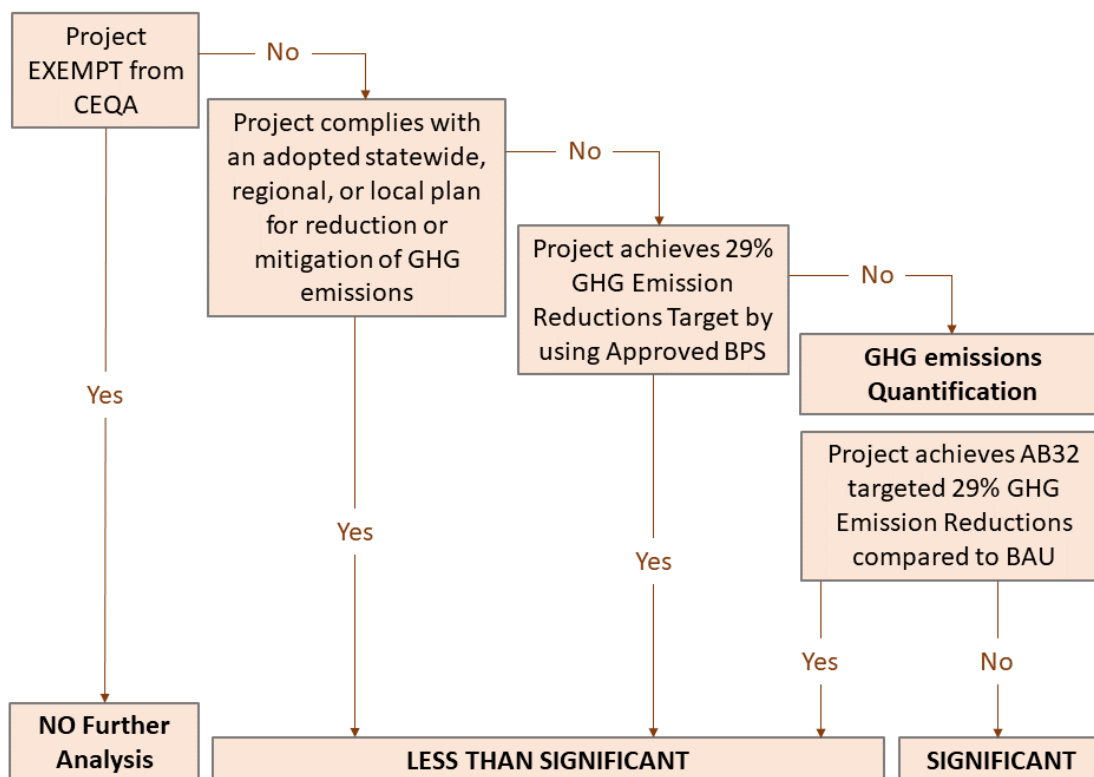 Project
EXEMPT from
CEQA
No
Project complies with
an adopted statewide,
regional, or local plan
for reduction or
mitigation of GHG
emissions
No
Project achieves 29%
GHG Emission
Reductions Target by
using Approved BPS
No
GHG emissions
Quantification
Project achieves AB32
targeted 29% GHG
Emission Reductions
compared to BAU
Yes
Yes
Yes
Yes
No
NO Further
Analysis
LESS THAN SIGNIFICANT
SIGNIFICANT